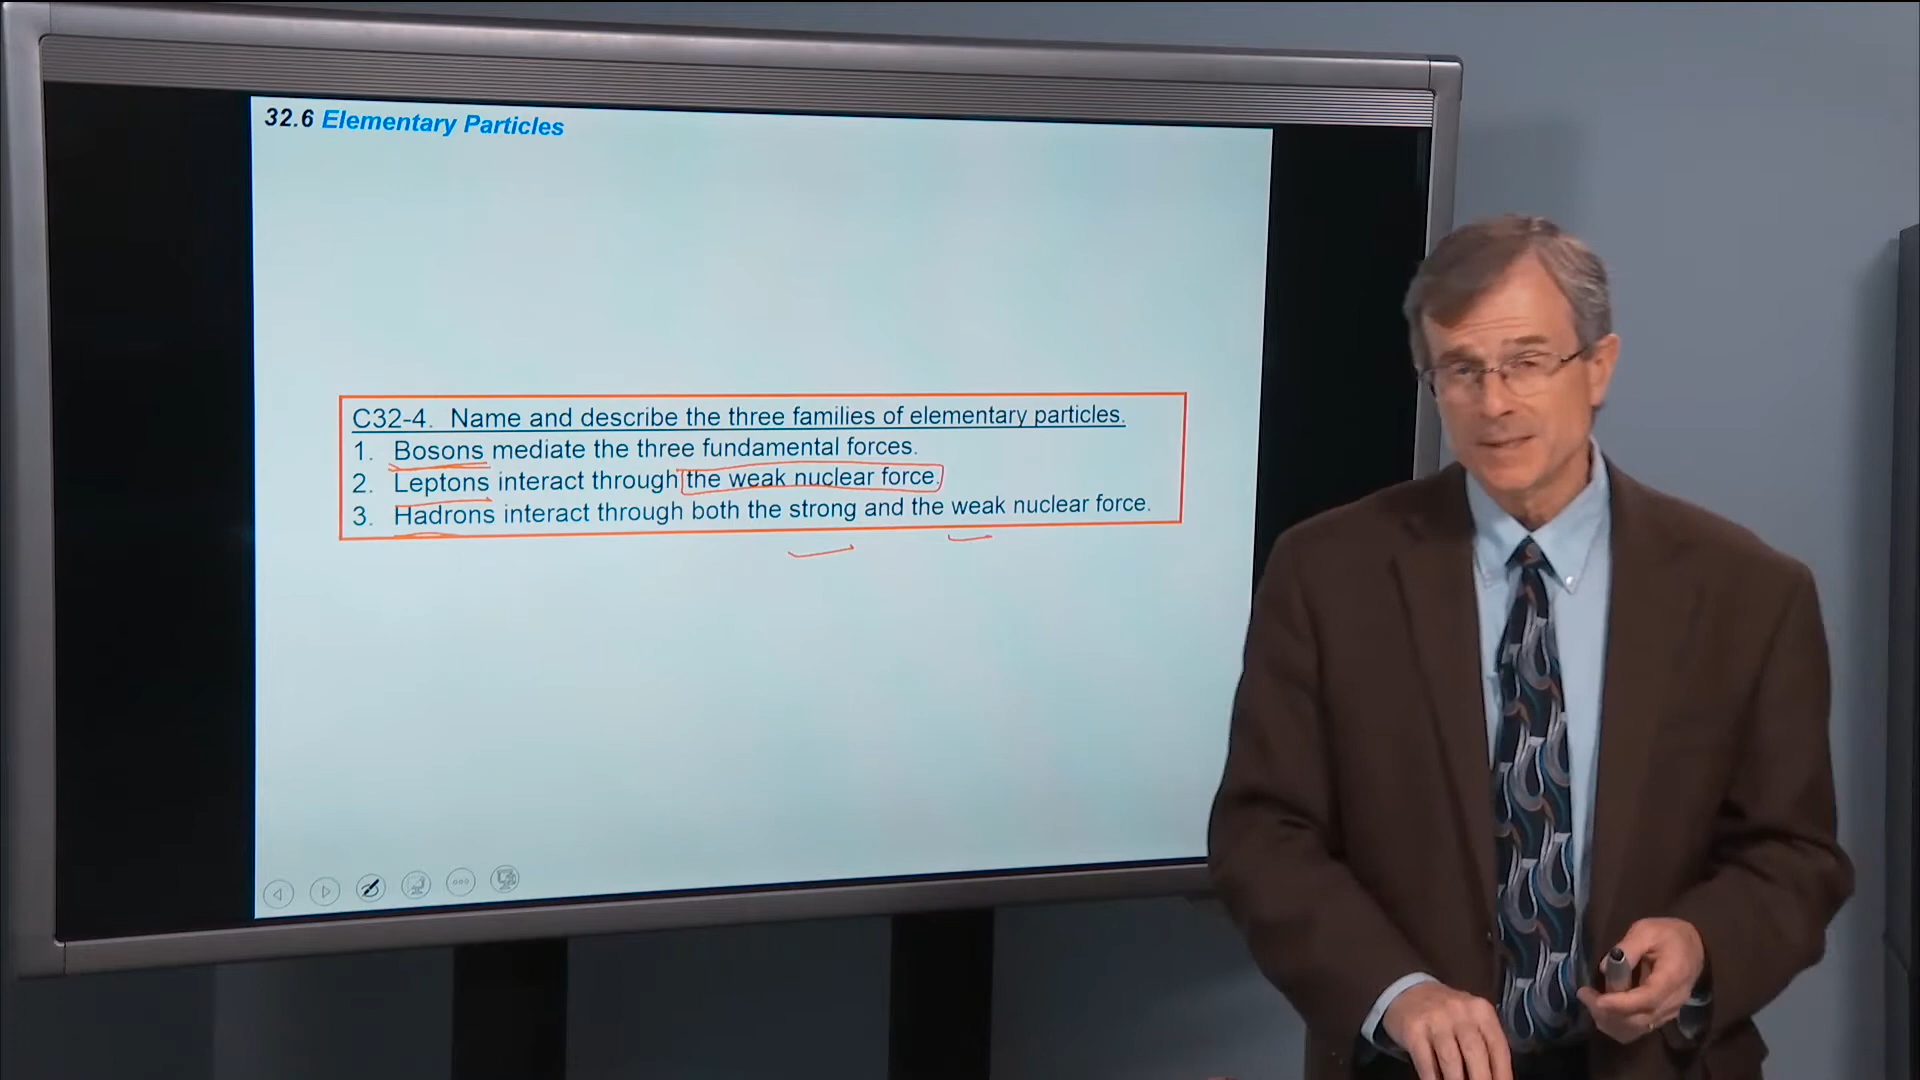 32.6 Elementary Particles
C32-4. Name and describe the three families of elementary particles.
1. Bosons mediate the three fundamental forces.
2. Leptons interact through the weak nuclear force.
3. Hadrons interact through both the strong and the weak nuclear force.